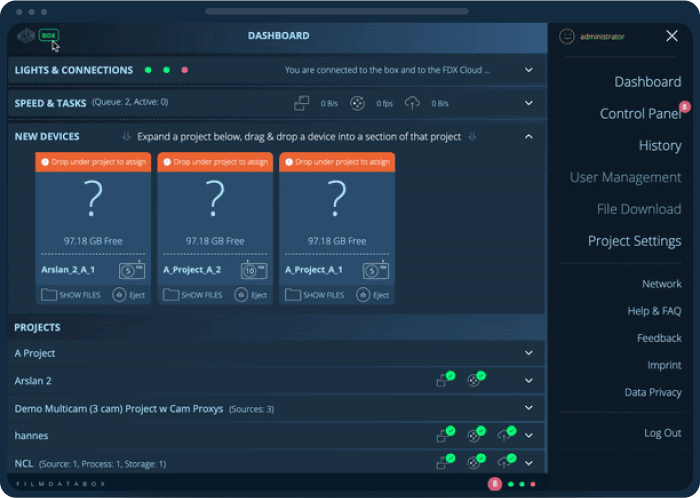 BOX
DASHBOARD
administrator
LIGHTS & CONNECTIONS
You are connected to the box and to the FDX Cloud ...
SPEED & TASKS (Queue: 2, Active: 0)
0 B/s
0 fps
0 B/s
NEW DEVICES
Expand a project below, drag & drop a device into a section of that project
Drop under project to assign
?
97.18 GB Free
Arslan_2_A_1
5
SHOW FILES
Eject
Drop under project to assign
?
97.18 GB Free
A_Project_A_2
10
SHOW FILES
Eject
Drop under project to assign
?
97.18 GB Free
A_Project_A_1
5
SHOW FILES
Eject
PROJECTS
A Project
Arslan 2
Demo Multicam (3 cam) Project w Cam Proxys (Sources: 3)
hannes
NCL (Source: 1, Process: 1, Storage: 1)
FILMDATABOX
8
Dashboard
Control Panel
8
History
User Management
File Download
Project Settings
Network
Help & FAQ
Feedback
Imprint
Data Privacy
Log Out